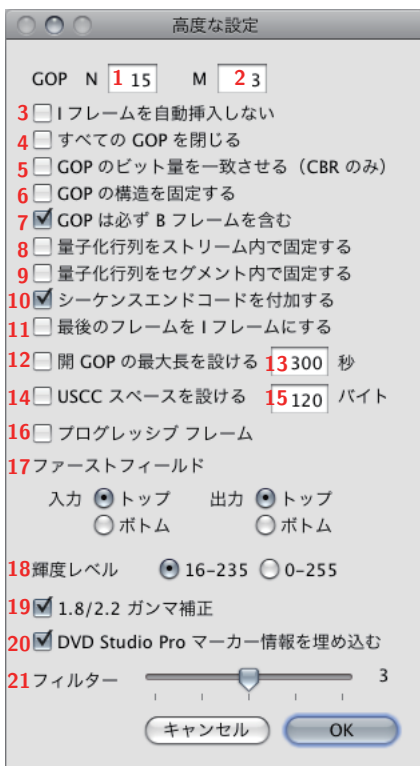 高度な設定
GOP N 1 15 M 2 3
3 I フレームを自動挿入しない
4 すべての GOP を閉じる
5 GOP のビット量を一致させる（CBR のみ）
6 GOP の構造を固定する
7 GOP は必ず B フレームを含む
8 量子化行列をストリーム内で固定する
9 量子化行列をセグメント内で固定する
10 シーケンスエンドコードを付加する
11 最後のフレームを I フレームにする
12 開 GOP の最大長を設ける 13 300 秒
14 USCC スペースを設ける 15 120 バイト
16 プログレッシブ フレーム
17 ファーストフィールド
入力 トップ 出力 トップ
ボトム ボトム
18 輝度レベル 16-235 0-255
19 1.8/2.2 ガンマ補正
20 DVD Studio Pro マーカー情報を埋め込む
21 フィルター 3
キャンセル OK